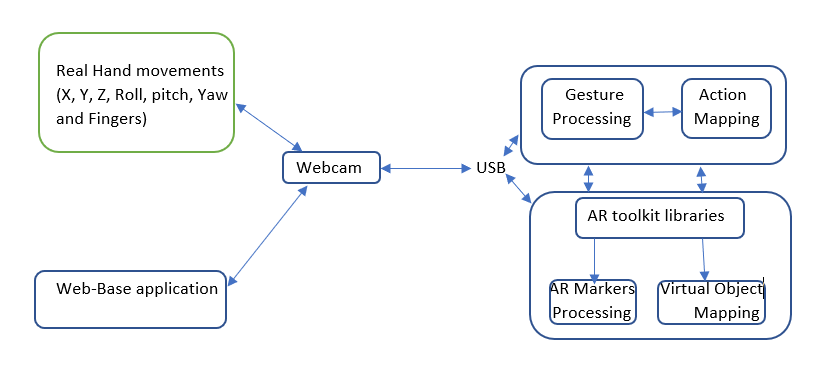 Real Hand movements
(X, Y, Z, Roll, pitch, Yaw
and Fingers)
Webcam
Web-Base application
USB
Gesture
Processing
Action
Mapping
AR toolkit libraries
AR Markers
Processing
Virtual Object
Mapping